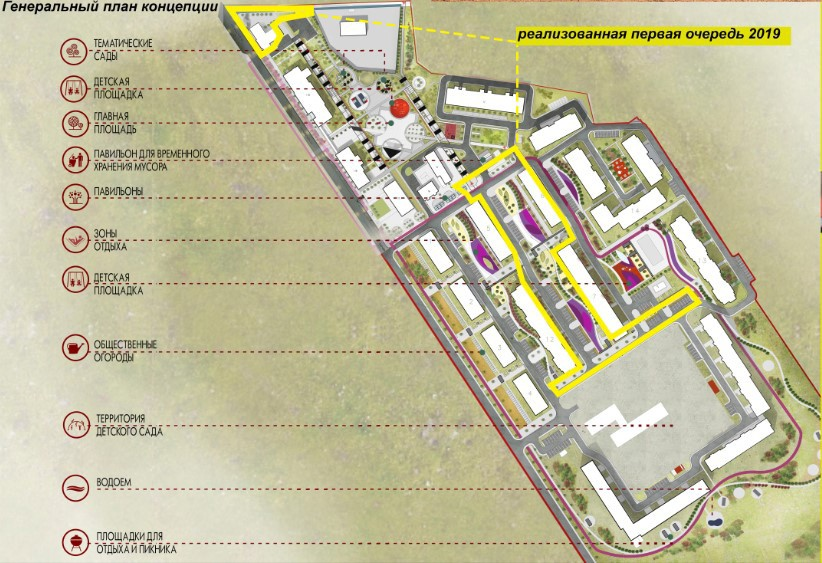 Генеральный план концепции
реализованная первая очередь 2019
ТЕМАТИЧЕСКИЕ
САДЫ
ДЕТСКАЯ
ПЛОЩАДКА
ГЛАВНАЯ
ПЛОЩАДЬ
ПАВИЛЬОН ДЛЯ ВРЕМЕННОГО
ХРАНЕНИЯ МУСОРА
ПАВИЛЬОНЫ
ЗОНЫ
ОТДЫХА
ДЕТСКАЯ
ПЛОЩАДКА
ОБЩЕСТВЕННЫЕ
ОГОРОДЫ
ТЕРРИТОРИЯ
ДЕТСКОГО САДА
ВОДОЕМ
ПЛОЩАДКИ ДЛЯ
ОТДЫХА И ПИКНИКА